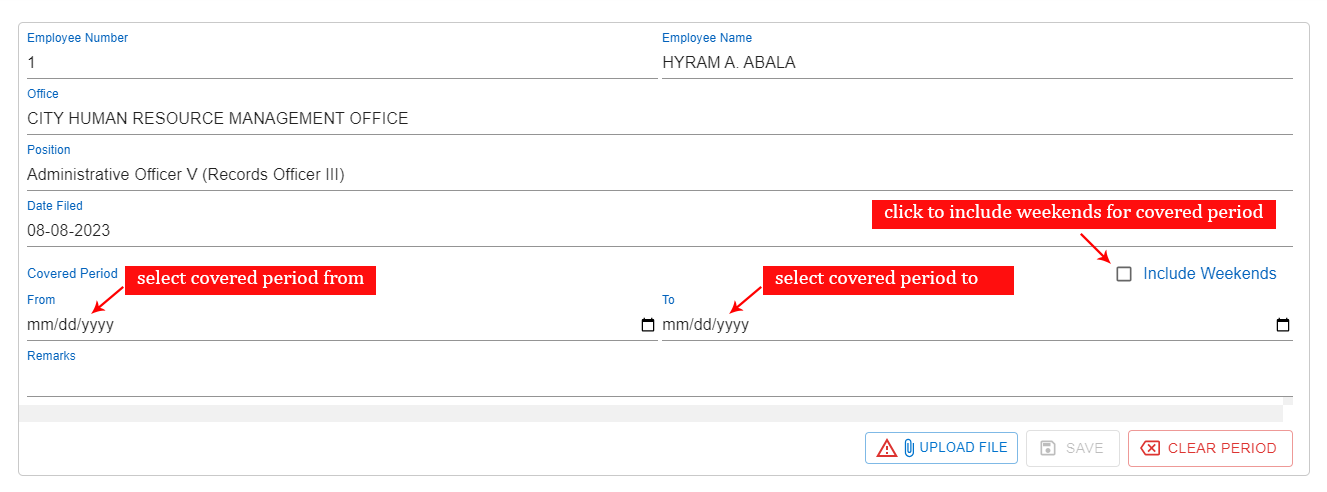 Employee Number Employee Name
1 HYRAM A. ABALA
Office
CITY HUMAN RESOURCE MANAGEMENT OFFICE
Position
Administrative Officer V (Records Officer III)
Date Filed
click to include weekends for covered period
08-08-2023
Covered Period select covered period from select covered period to Include Weekends
From To
mm/dd/yyyy mm/dd/yyyy
Remarks
UPLOAD FILE SAVE CLEAR PERIOD